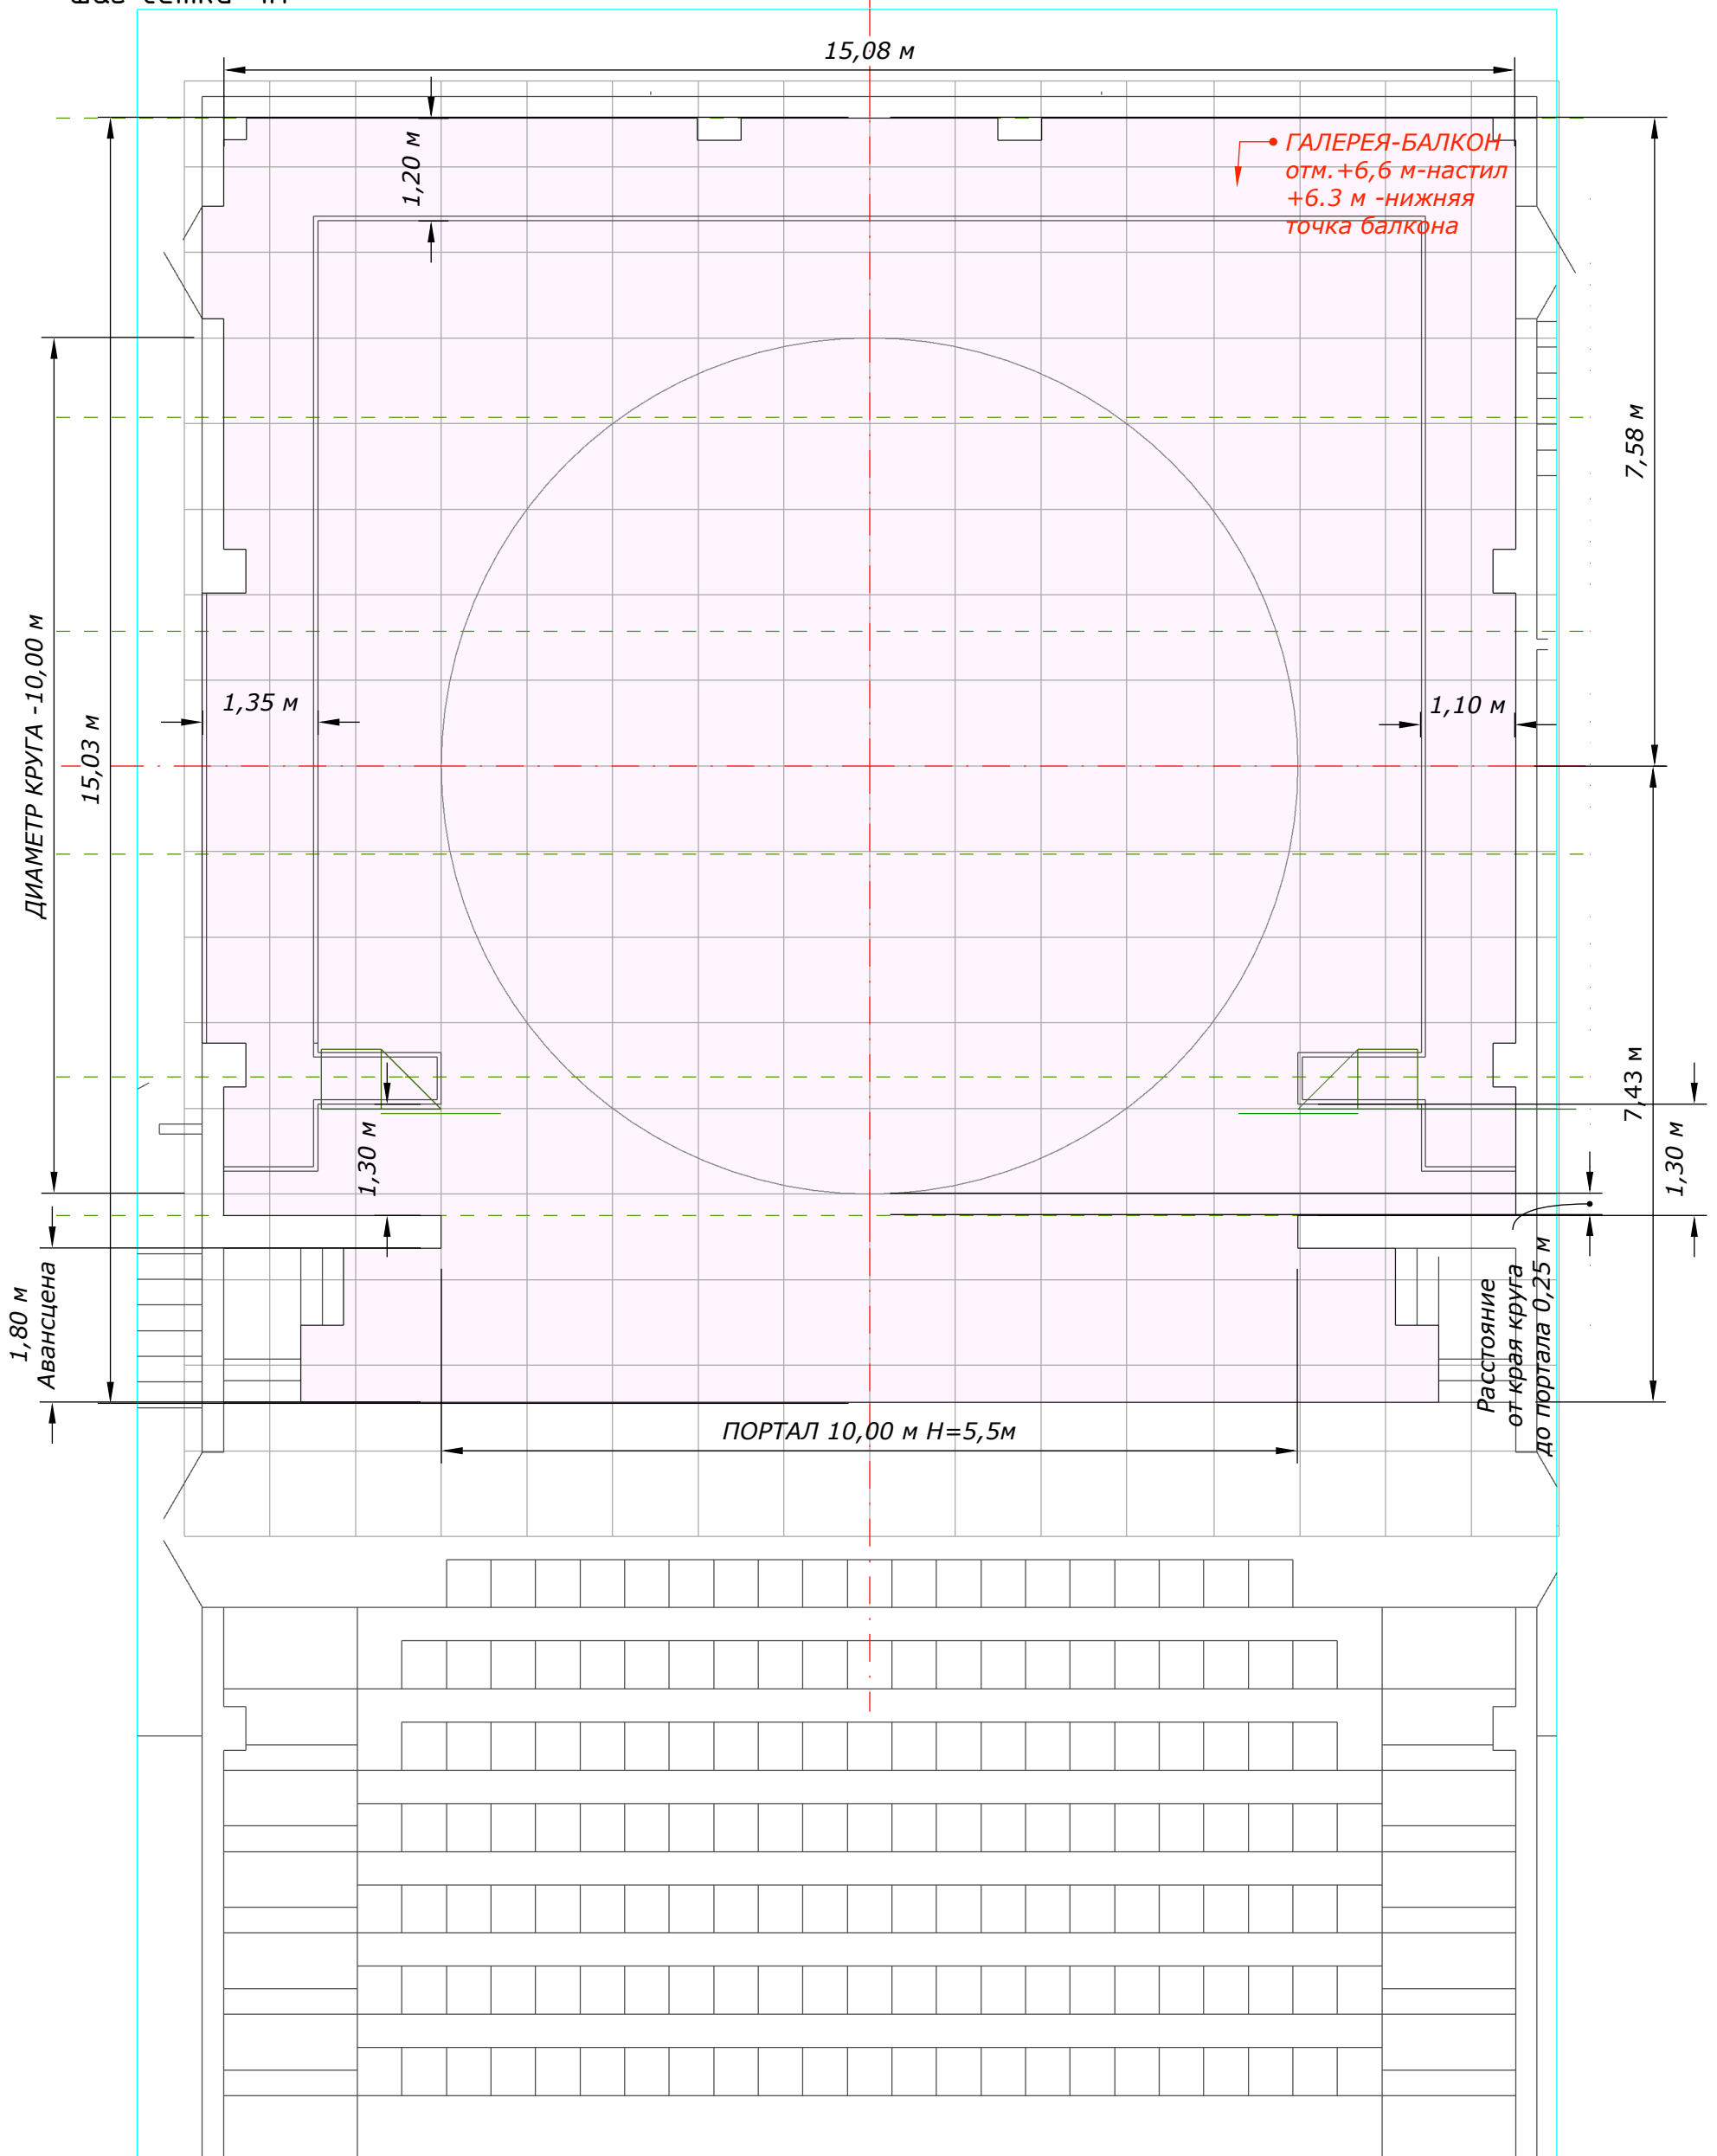 15,08 м
ГАЛЕРЕЯ-БАЛКОН
отм.+6,6 м-настил
+6.3 м -нижняя
точка балкона
1,20 м
7,58 м
ДИАМЕТР КРУГА -10,00 м
15,03 м
1,35 м
1,10 м
7,43 м
1,30 м
1,30 м
1,80 м
Авансцена
Расстояние
от края круга
до портала 0,25 м
ПОРТАЛ 10,00 м Н=5,5м